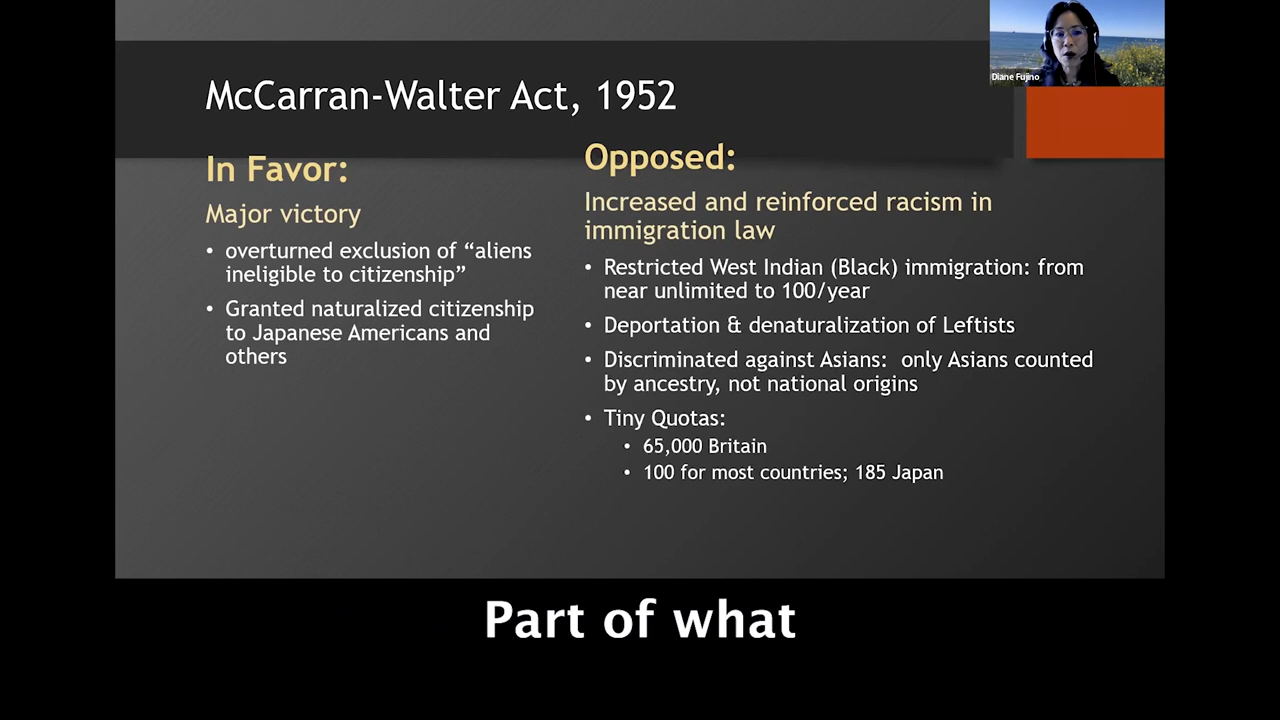 Diane Fujino
McCarran-Walter Act, 1952
In Favor:
Major victory
• overturned exclusion of “aliens
ineligible to citizenship”
• Granted naturalized citizenship
to Japanese Americans and
others
Opposed:
Increased and reinforced racism in
immigration law
• Restricted West Indian (Black) immigration: from
near unlimited to 100/year
• Deportation & denaturalization of Leftists
• Discriminated against Asians:  only Asians counted
by ancestry, not national origins
• Tiny Quotas:
• 65,000 Britain
• 100 for most countries; 185 Japan
Part of what